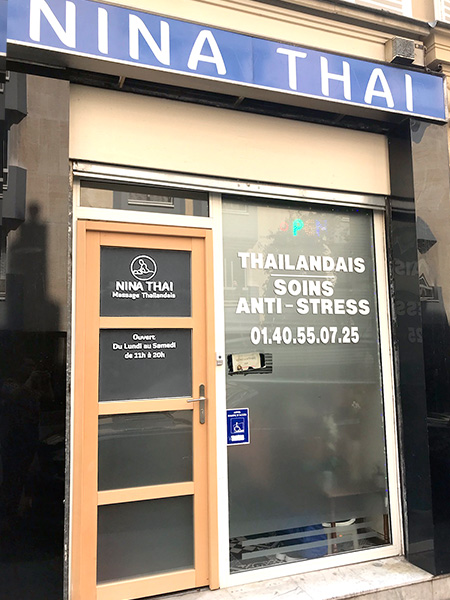 NINA THAI
NINA THAI
Massage Thailandais
Ouvert
Du Lundi au Samedi
de 11h à 20h
THAILANDAIS
SOINS
ANTI-STRESS
01.40.55.07.25